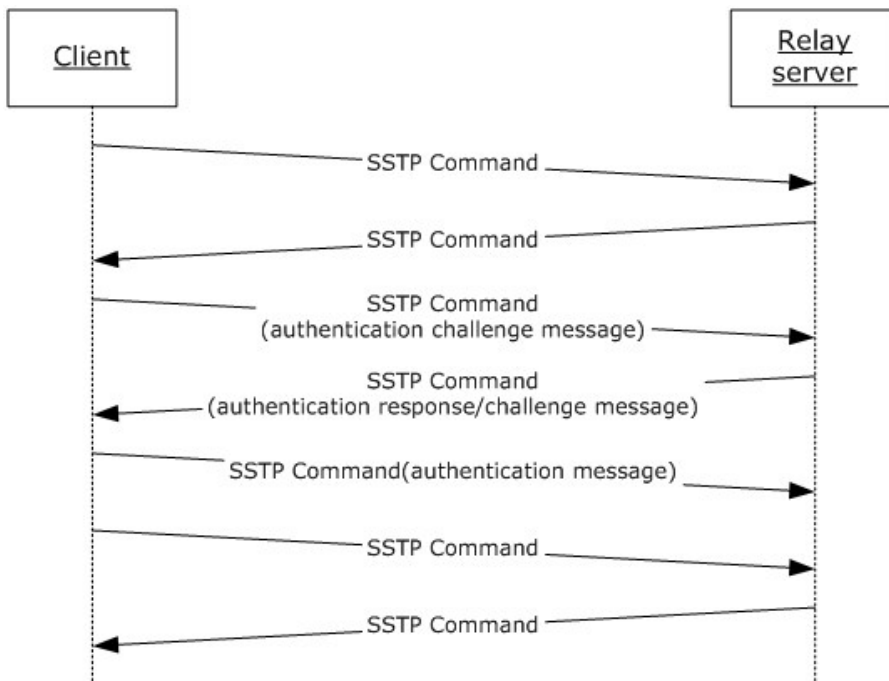 Client
Relay
server
SSTP Command
SSTP Command
SSTP Command
(authentication challenge message)
SSTP Command
(authentication response/challenge message)
SSTP Command(authentication message)
SSTP Command
SSTP Command